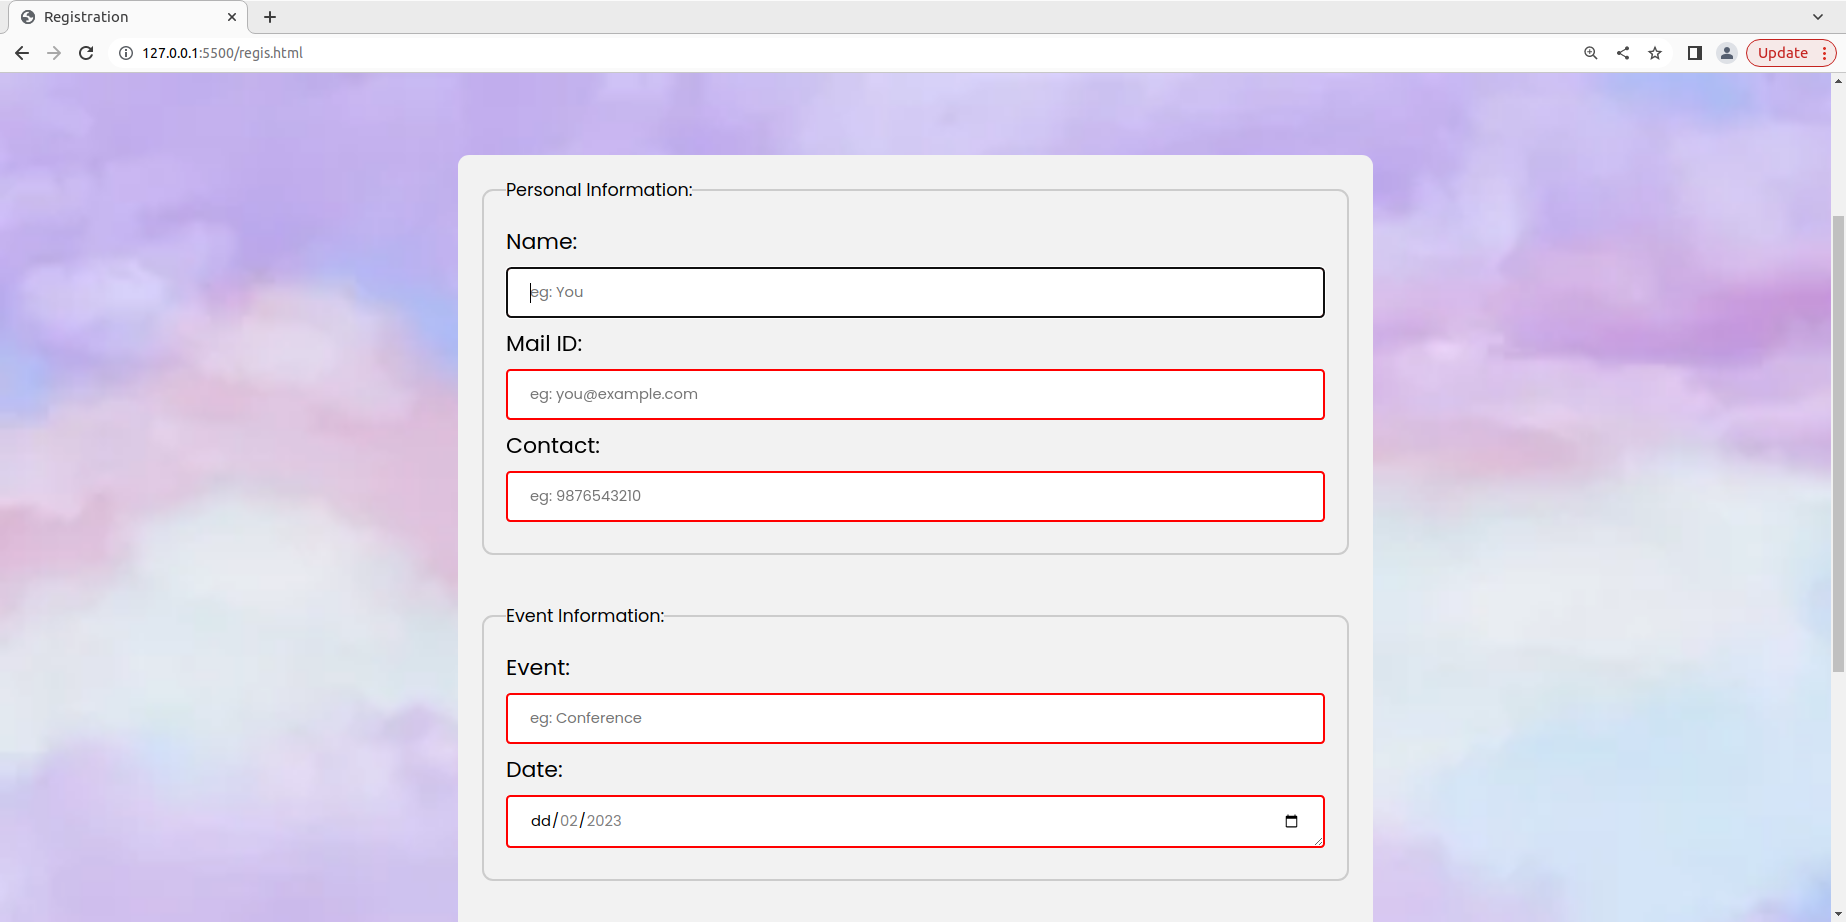 Registration
127.0.0.1:5500/regis.html
Update
Personal Information:
Name:
eg: You
Mail ID:
eg: you@example.com
Contact:
eg: 9876543210
Event Information:
Event:
eg: Conference
Date:
dd/02/2023